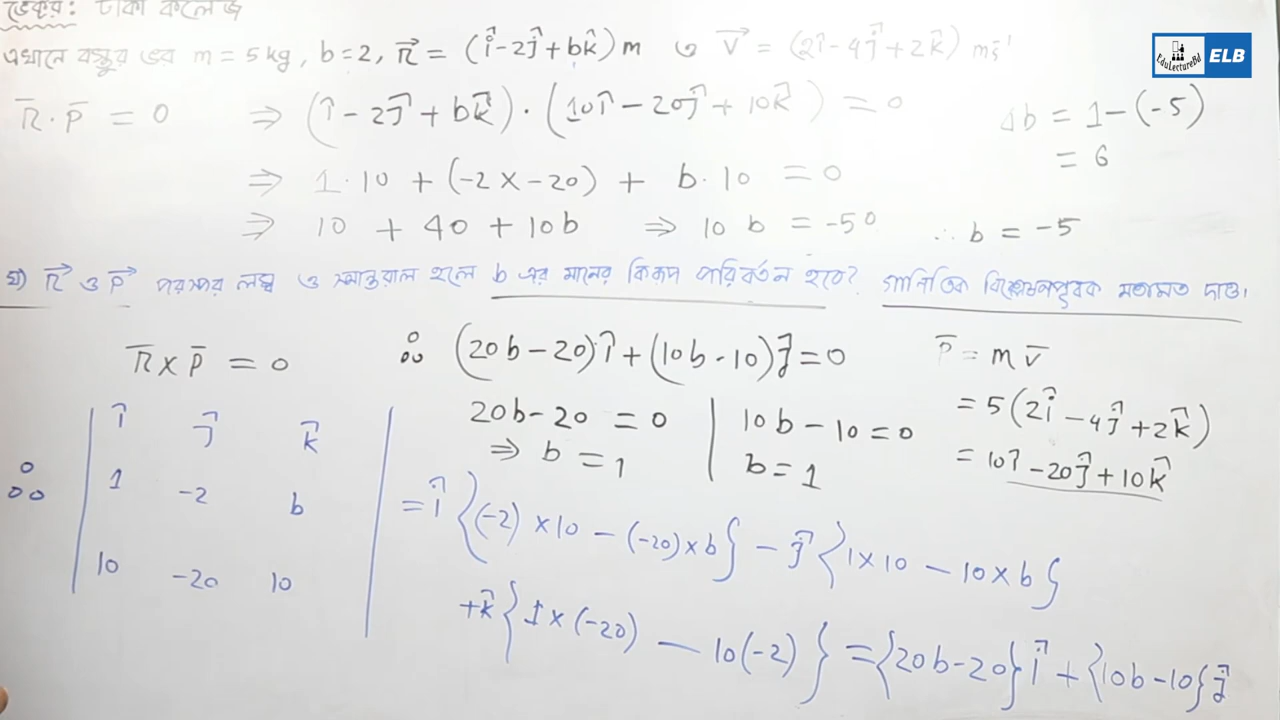 ভেক্টর: ঢাকা কলেজ
এখানে বস্তুর ভর m = 5 kg, b = 2, r⃗ = (î - 2ĵ + bk̂) m ও v⃗ = (2î - 4ĵ + 2k̂) ms⁻¹
EduLectureBd ELB
r̅ · p̅ = 0 ⇒ (î - 2ĵ + bk̂) · (10î - 20ĵ + 10k̂) = 0
Δb = 1 - (-5)
= 6
⇒ 1·10 + (-2 × -20) + b·10 = 0
⇒ 10 + 40 + 10b ⇒ 10 b = -50 ∴ b = -5
ঘ) r⃗ ও p⃗ পরস্পর লম্ব ও সমান্তরাল হলে b এর মানের কিরূপ পরিবর্তন হবে? গাণিতিক বিশ্লেষণপূর্বক মতামত দাও।
r̅ × p̅ = 0
î ĵ k̂
∴ 1 -2 b
10 -20 10
∴ (20b - 20)î + (10b - 10)ĵ = 0
20b - 20 = 0 | 10b - 10 = 0
⇒ b = 1 | b = 1
p̅ = m v̅
= 5(2î - 4ĵ + 2k̂)
= 10î - 20ĵ + 10k̂
= î {(-2) × 10 - (-20) × b} - ĵ {1 × 10 - 10 × b}
+ k̂ {1 × (-20) - 10(-2)} = {20b - 20} î + {10b - 10} ĵ